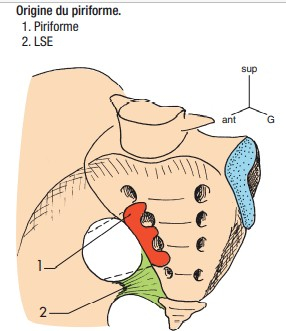 Origine du piriforme.
1. Piriforme
2. LSE
sup
ant
G
1
2